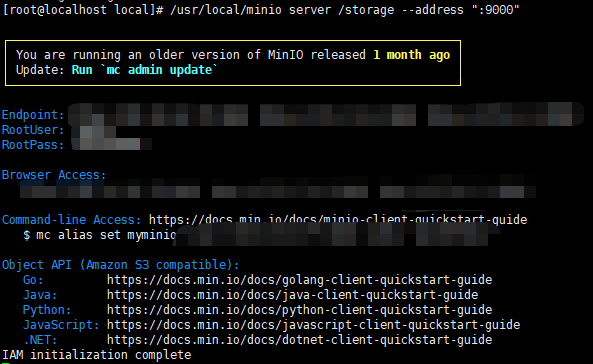 [root@localhost local]# /usr/local/minio server /storage --address ":9000"
You are running an older version of MinIO released 1 month ago
Update: Run `mc admin update`
Endpoint:
RootUser:
RootPass:
Browser Access:
Command-line Access: https://docs.min.io/docs/minio-client-quickstart-guide
$ mc alias set myminio
Object API (Amazon S3 compatible):
Go: https://docs.min.io/docs/golang-client-quickstart-guide
Java: https://docs.min.io/docs/java-client-quickstart-guide
Python: https://docs.min.io/docs/python-client-quickstart-guide
JavaScript: https://docs.min.io/docs/javascript-client-quickstart-guide
.NET: https://docs.min.io/docs/dotnet-client-quickstart-guide
IAM initialization complete